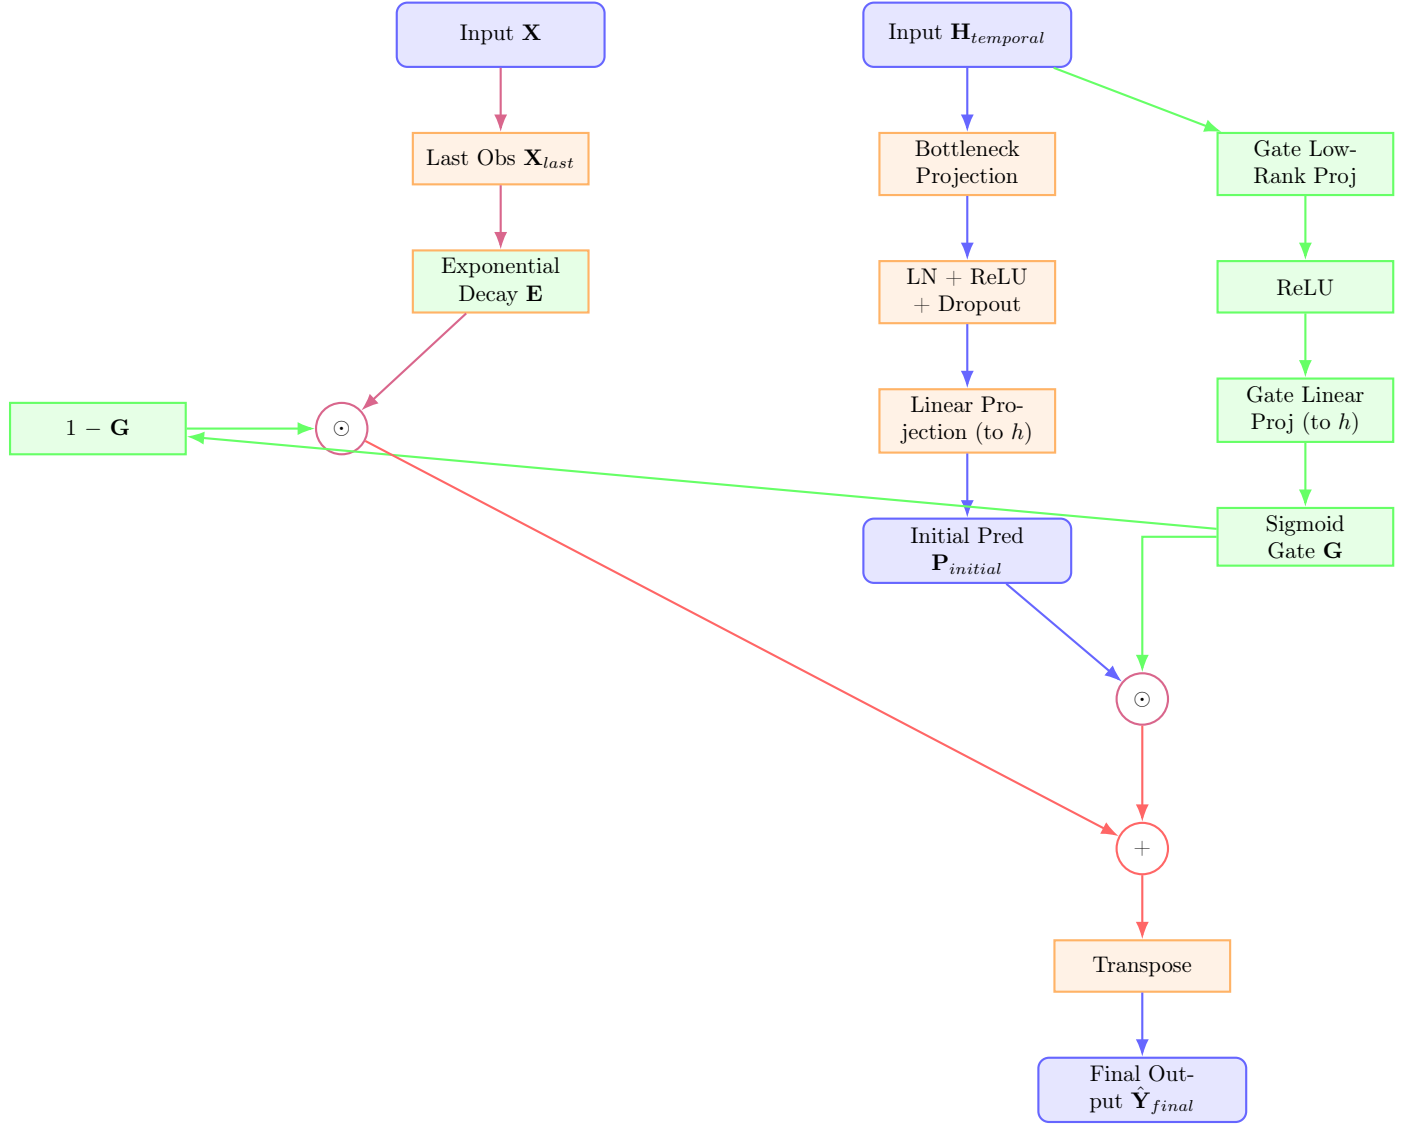 Input X
Input H_temporal
Last Obs X_last
Bottleneck
Projection
Gate Low-
Rank Proj
Exponential
Decay E
LN + ReLU
+ Dropout
ReLU
1 − G
⊙
Linear Pro-
jection (to h)
Gate Linear
Proj (to h)
Initial Pred
P_initial
Sigmoid
Gate G
⊙
+
Transpose
Final Out-
put Ŷ_final